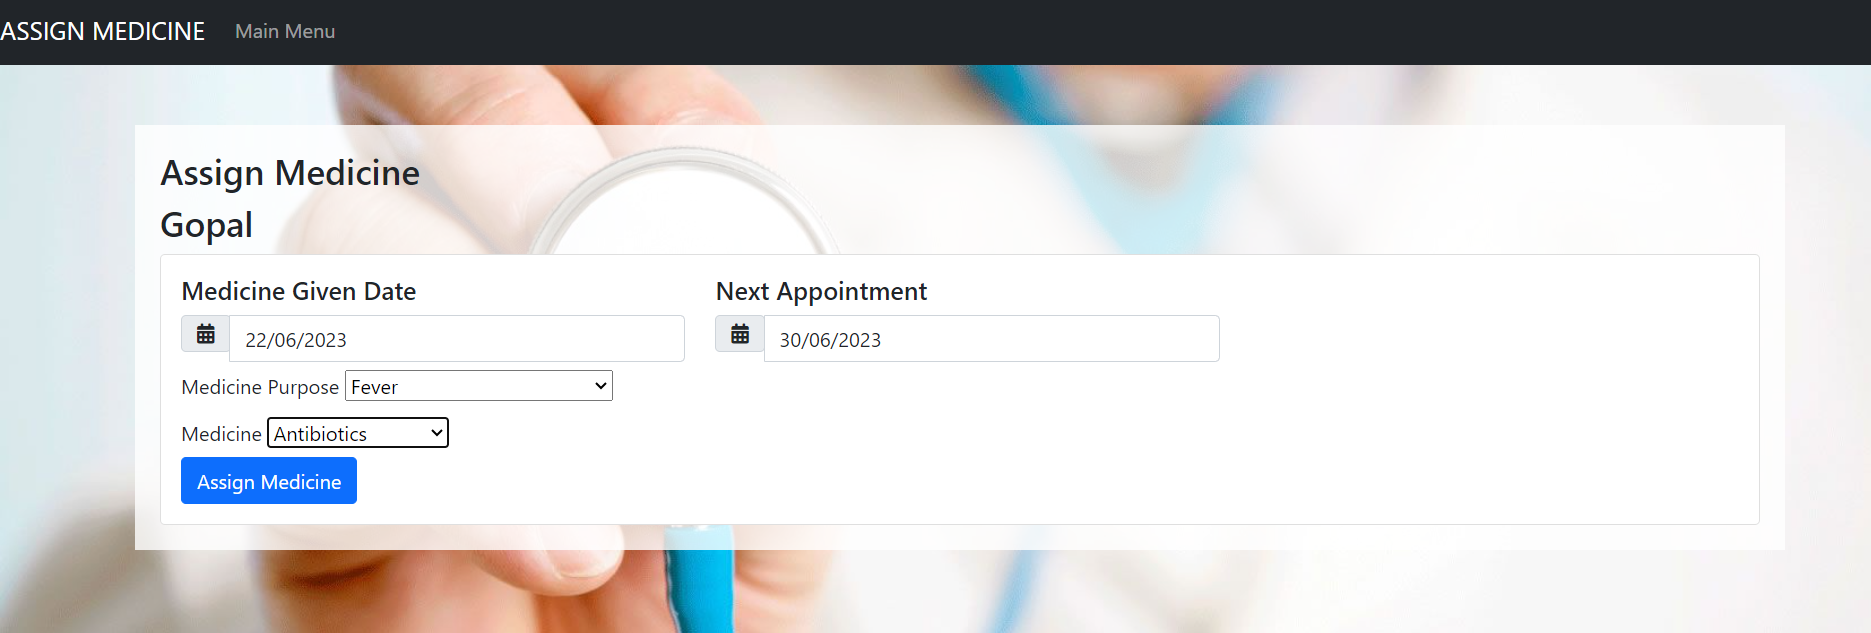 ASSIGN MEDICINE Main Menu
Assign Medicine
Gopal
Medicine Given Date Next Appointment
22/06/2023 30/06/2023
Medicine Purpose Fever
Medicine Antibiotics
Assign Medicine